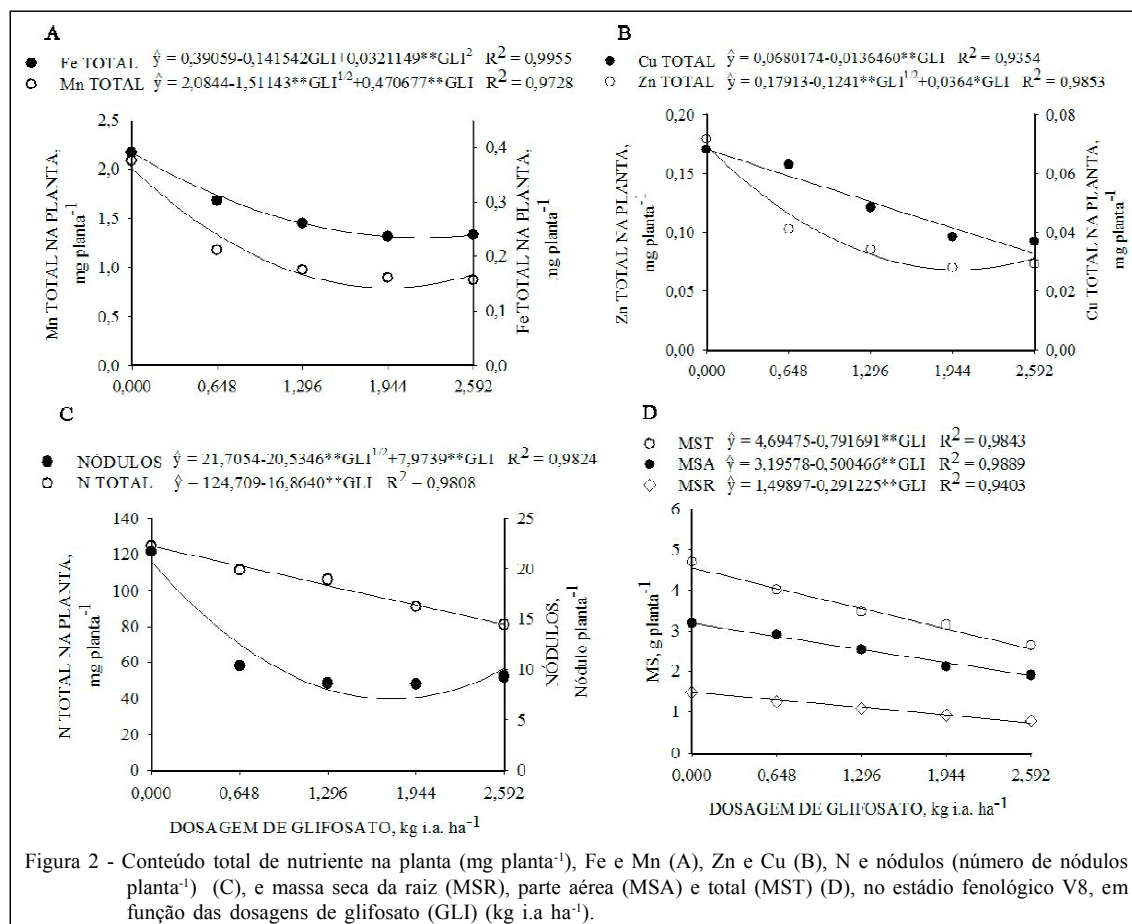 A
● Fe TOTAL ŷ = 0,39059-0,141542GLI+0,0321149**GLI² R² = 0,9955
○ Mn TOTAL ŷ = 2,0844-1,51143**GLI^1/2+0,470677**GLI R² = 0,9728
Mn TOTAL NA PLANTA,
mg planta⁻¹
2,5
2,0
1,5
1,0
0,5
0,0
0,4
0,3
0,2
0,1
0,0
Fe TOTAL NA PLANTA,
mg planta⁻¹
0,000 0,648 1,296 1,944 2,592
B
● Cu TOTAL ŷ = 0,0680174-0,0136460**GLI R² = 0,9354
○ Zn TOTAL ŷ = 0,17913-0,1241**GLI^1/2+0,0364*GLI R² = 0,9853
Zn TOTAL NA PLANTA,
mg planta⁻¹
0,20
0,15
0,10
0,05
0,00
0,08
0,06
0,04
0,02
0,00
Cu TOTAL NA PLANTA,
mg planta⁻¹
0,000 0,648 1,296 1,944 2,592
C
● NÓDULOS ŷ = 21,7054-20,5346**GLI^1/2+7,9739**GLI R² = 0,9824
○ N TOTAL ŷ = 124,709-16,8640**GLI R² = 0,9808
N TOTAL NA PLANTA,
mg planta⁻¹
140
120
100
80
60
40
20
0
25
20
15
10
5
0
NÓDULOS,
Nódulo planta⁻¹
0,000 0,648 1,296 1,944 2,592
DOSAGEM DE GLIFOSATO, kg i.a. ha⁻¹
D
○ MST ŷ = 4,69475-0,791691**GLI R² = 0,9843
● MSA ŷ = 3,19578-0,500466**GLI R² = 0,9889
◇ MSR ŷ = 1,49897-0,291225**GLI R² = 0,9403
MS, g planta⁻¹
5
4
3
2
1
0
0,000 0,648 1,296 1,944 2,592
DOSAGEM DE GLIFOSATO, kg i.a. ha⁻¹
Figura 2 - Conteúdo total de nutriente na planta (mg planta⁻¹), Fe e Mn (A), Zn e Cu (B), N e nódulos (número de nódulos
planta⁻¹) (C), e massa seca da raiz (MSR), parte aérea (MSA) e total (MST) (D), no estádio fenológico V8, em
função das dosagens de glifosato (GLI) (kg i.a ha⁻¹).